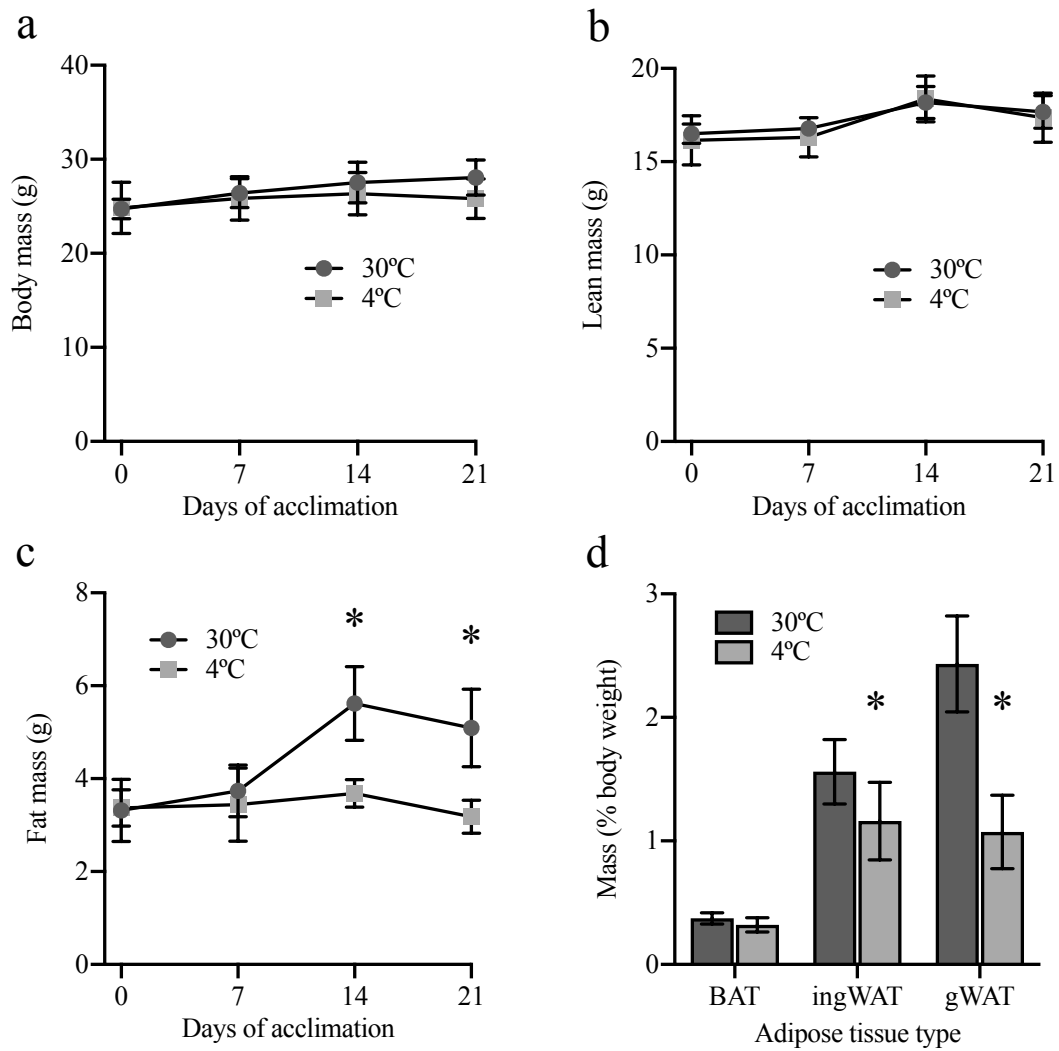 a
40
30
20
10
0
Body mass (g)
30ºC
4ºC
0 7 14 21
Days of acclimation
b
20
15
10
5
0
Lean mass (g)
30ºC
4ºC
0 7 14 21
Days of acclimation
c
8
6
4
2
0
Fat mass (g)
30ºC
4ºC
* *
0 7 14 21
Days of acclimation
d
3
2
1
0
Mass (% body weight)
30ºC
4ºC
* *
BAT ingWAT gWAT
Adipose tissue type